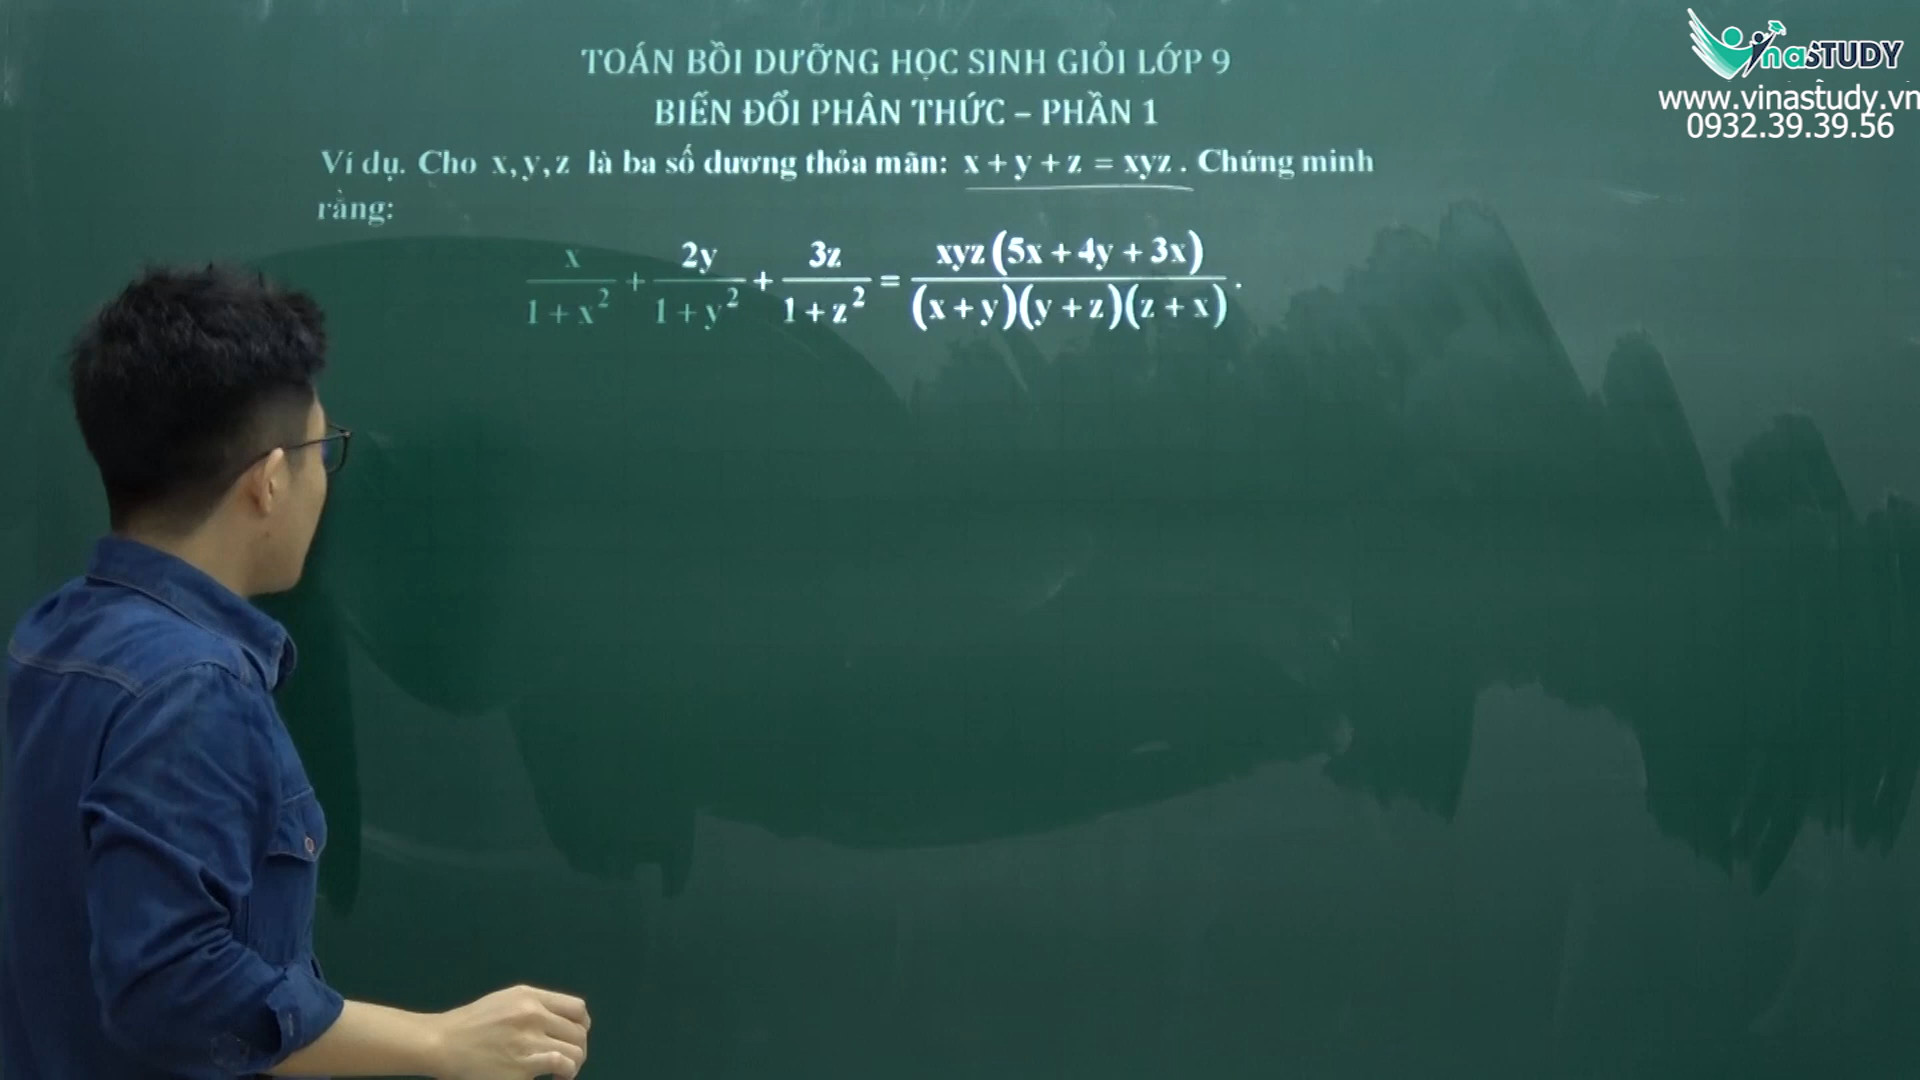 VinaSTUDY
www.vinastudy.vn
0932.39.39.56
TOÁN BỒI DƯỠNG HỌC SINH GIỎI LỚP 9
BIẾN ĐỔI PHÂN THỨC – PHẦN 1
Ví dụ. Cho x, y, z là ba số dương thỏa mãn: x + y + z = xyz . Chứng minh
rằng:
x/(1 + x²) + 2y/(1 + y²) + 3z/(1 + z²) = xyz(5x + 4y + 3x)/((x + y)(y + z)(z + x)).